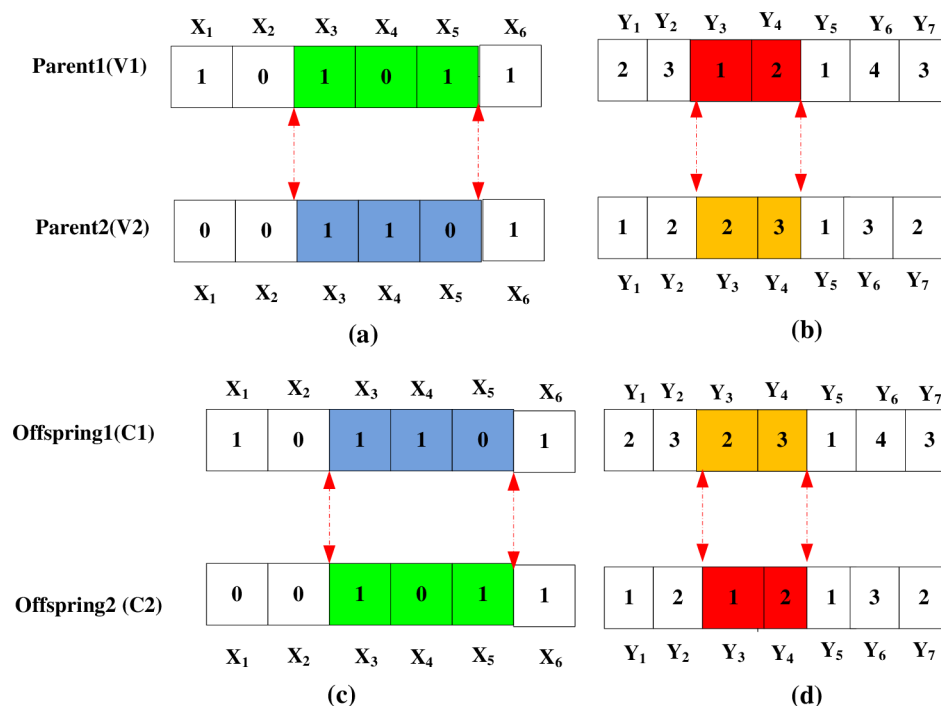 X1 X2 X3 X4 X5 X6
Y1 Y2 Y3 Y4 Y5 Y6 Y7
Parent1(V1) 1 0 1 0 1 1
2 3 1 2 1 4 3
Parent2(V2) 0 0 1 1 0 1
1 2 2 3 1 3 2
X1 X2 X3 X4 X5 X6
Y1 Y2 Y3 Y4 Y5 Y6 Y7
(a)
(b)
X1 X2 X3 X4 X5 X6
Y1 Y2 Y3 Y4 Y5 Y6 Y7
Offspring1(C1) 1 0 1 1 0 1
2 3 2 3 1 4 3
Offspring2 (C2) 0 0 1 0 1 1
1 2 1 2 1 3 2
X1 X2 X3 X4 X5 X6
Y1 Y2 Y3 Y4 Y5 Y6 Y7
(c)
(d)